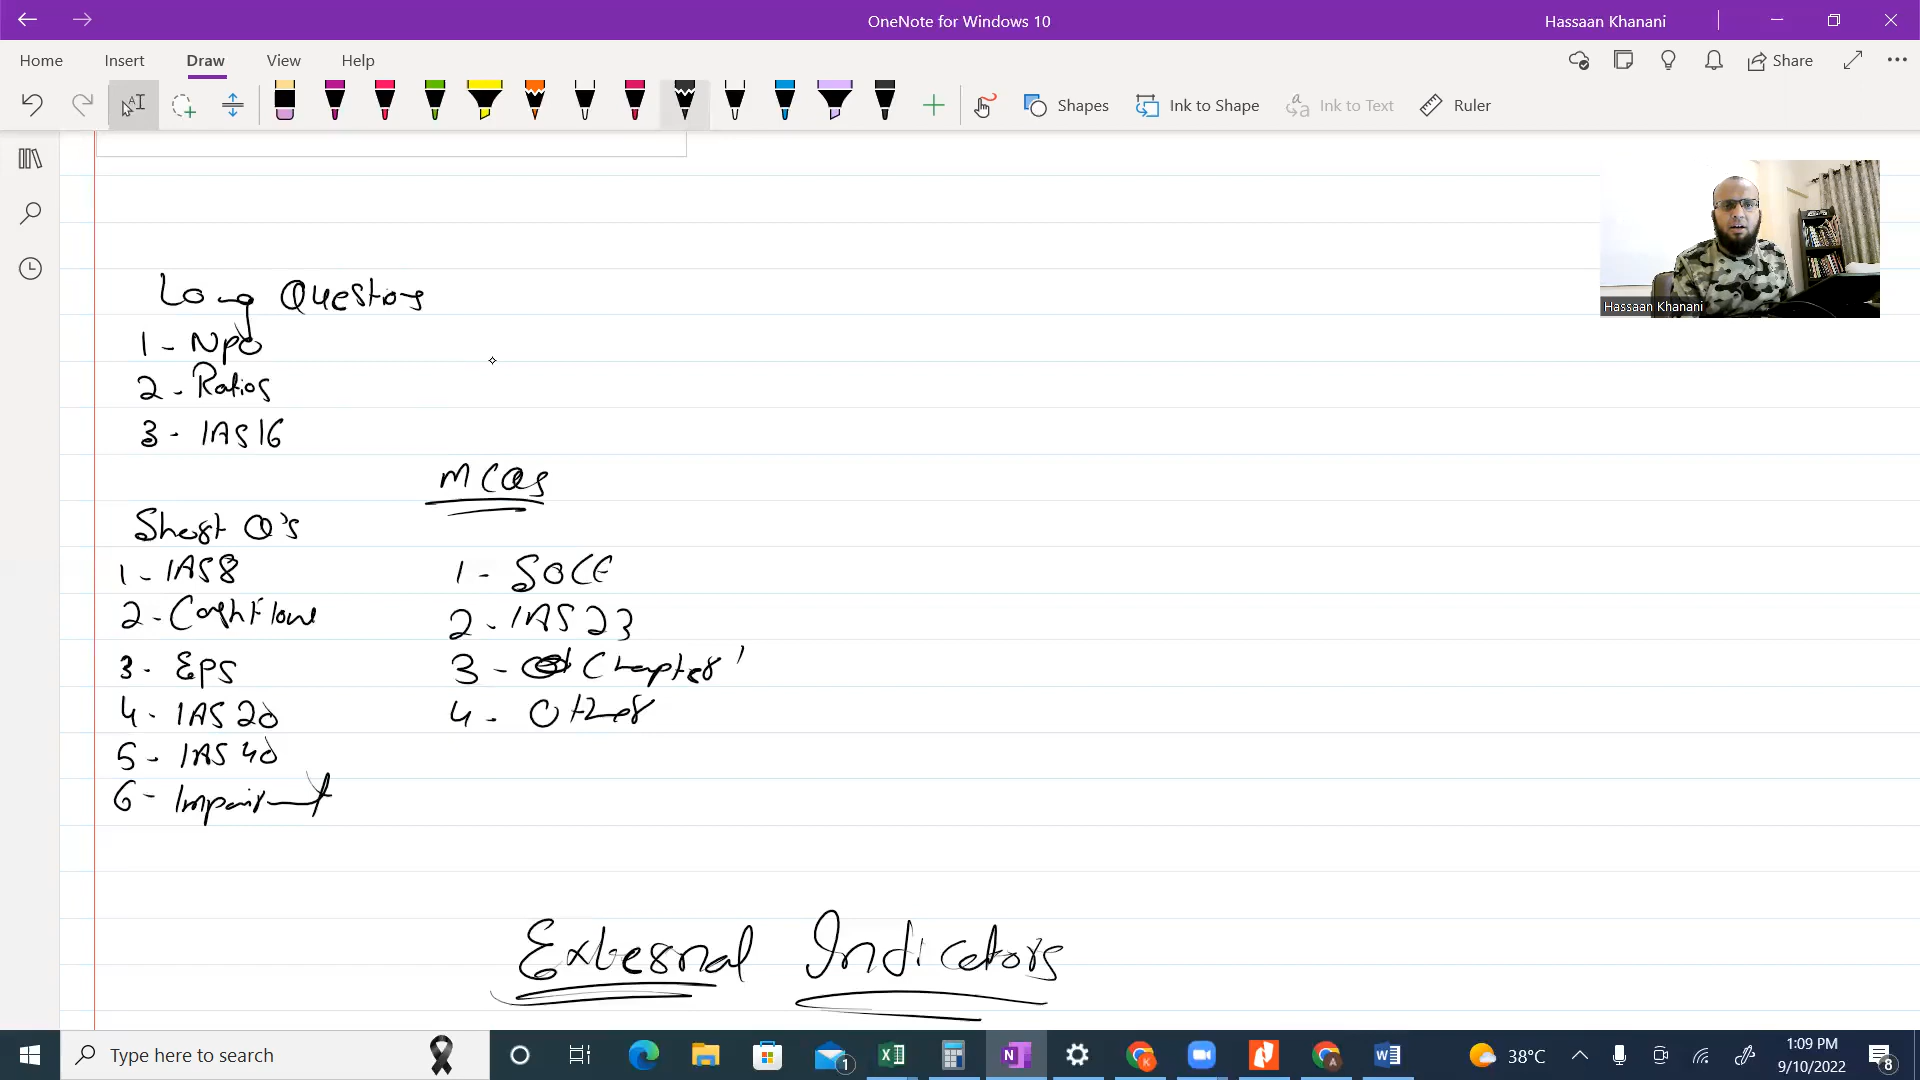 OneNote for Windows 10
Hassaan Khanani
Home Insert Draw View Help
Share
Shapes Ink to Shape Ink to Text Ruler
Hassaan Khanani
Long Questions
1 - NPO
2 - Ratios
3 - IAS 16
MCQs
Short Q's
1 - IAS 8
2 - Cash Flow
3 - EPS
4 - IAS 20
5 - IAS 40
6 - Impairment
1 - SOCE
2 - IAS 23
3 - Chapter 1
4 - Other
External Indicators
Type here to search
1
38°C
1:09 PM
9/10/2022
8